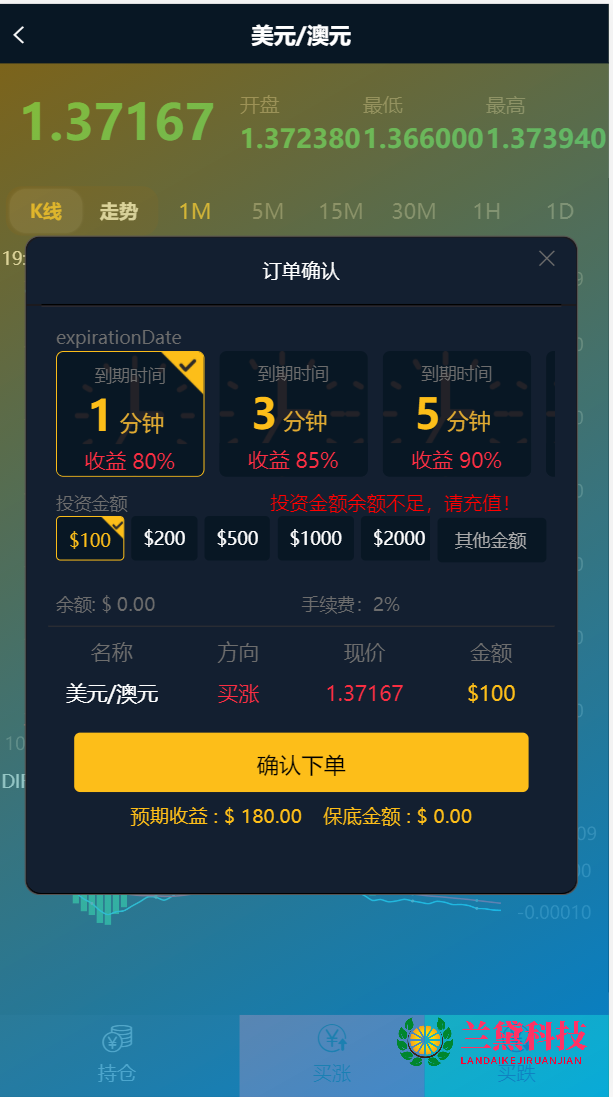 美元/澳元
开盘 最低 最高
1.37167 1.372380 1.366000 1.373940
K线 走势 1M 5M 15M 30M 1H 1D
19:
订单确认
expirationDate
到期时间 到期时间 到期时间
1 分钟 3 分钟 5 分钟
收益 80% 收益 85% 收益 90%
投资金额 投资金额余额不足，请充值！
$100 $200 $500 $1000 $2000 其他金额
余额: $ 0.00 手续费：2%
名称 方向 现价 金额
美元/澳元 买涨 1.37167 $100
10
确认下单
DIF
预期收益 : $ 180.00 保底金额 : $ 0.00
-0.00010
兰黛科技
LANDAIKEJIRUANJIAN
持仓 买涨 买跌